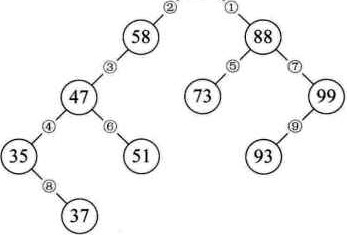 ② ①
58 88
③ ⑤ ⑦
47 73 99
④ ⑥ ⑨
35 51 93
⑧
37